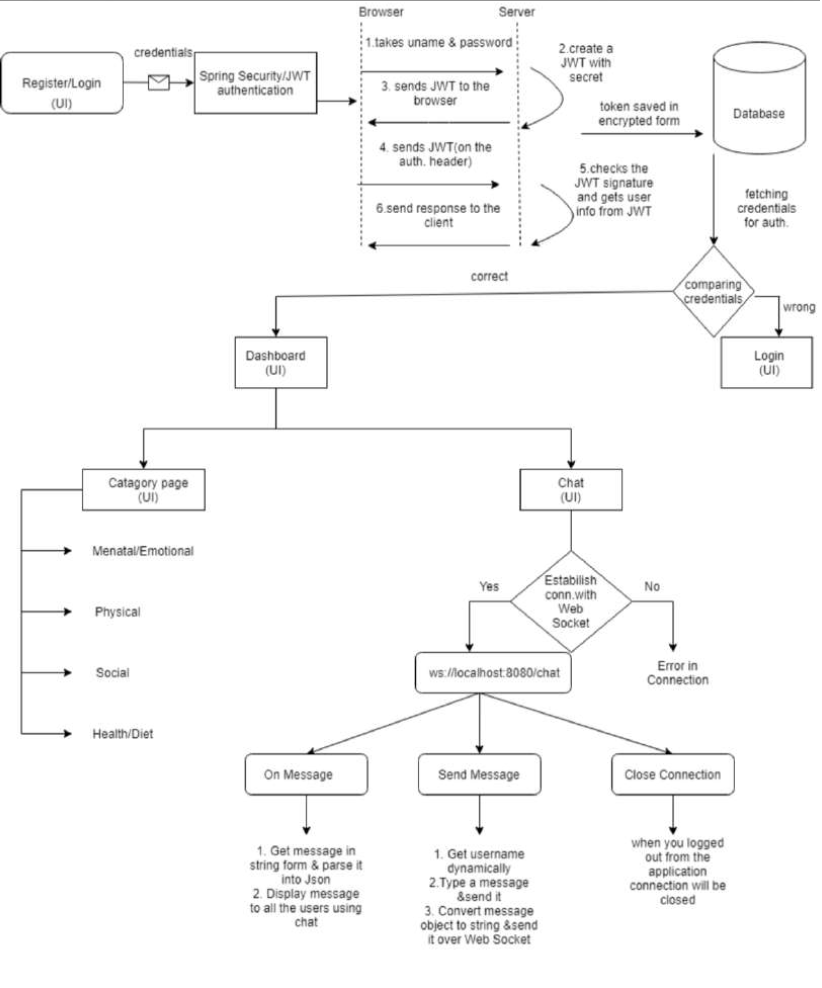 Browser
Server
credentials
Register/Login
(UI)
Spring Security/JWT
authentication
1.takes uname & password
2.create a
JWT with
secret
3. sends JWT to the
browser
token saved in
encrypted form
Database
4. sends JWT(on the
auth. header)
5.checks the
JWT signature
and gets user
info from JWT
6.send response to the
client
fetching
credentials
for auth.
correct
comparing
credentials
wrong
Dashboard
(UI)
Login
(UI)
Catagory page
(UI)
Chat
(UI)
Menatal/Emotional
Physical
Social
Health/Diet
Yes
Estabilish
conn.with
Web
Socket
No
ws://localhost:8080/chat
Error in
Connection
On Message
Send Message
Close Connection
1. Get message in
string form & parse it
into Json
2. Display message
to all the users using
chat
1. Get username
dynamically
2.Type a message
&send it
3. Convert message
object to string &send
it over Web Socket
when you logged
out from the
application
connection will be
closed